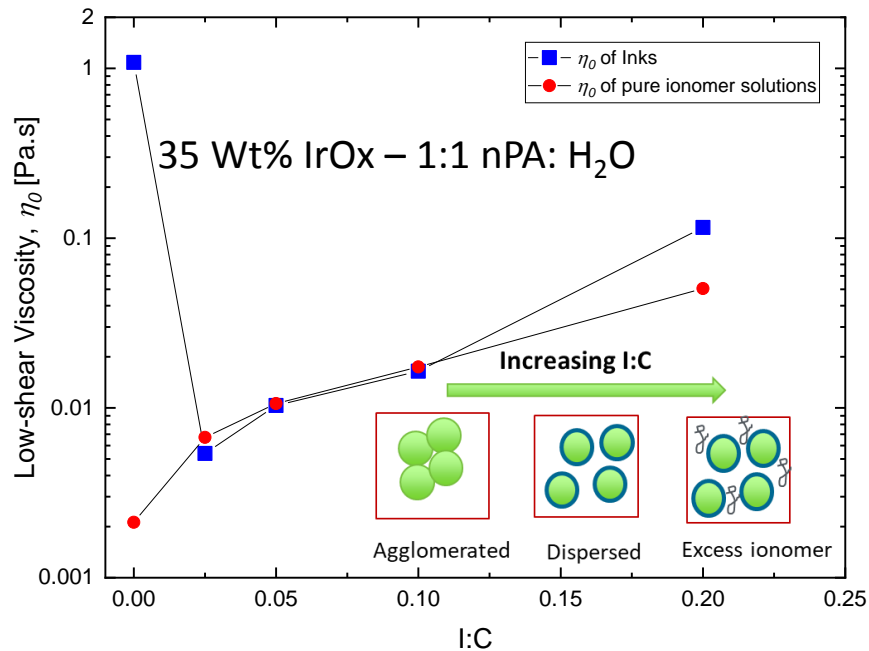 2
1
0.1
0.01
0.001
Low-shear Viscosity, η₀ [Pa.s]
η₀ of Inks
η₀ of pure ionomer solutions
35 Wt% IrOx – 1:1 nPA: H₂O
Increasing I:C
Agglomerated
Dispersed
Excess ionomer
0.00 0.05 0.10 0.15 0.20 0.25
I:C